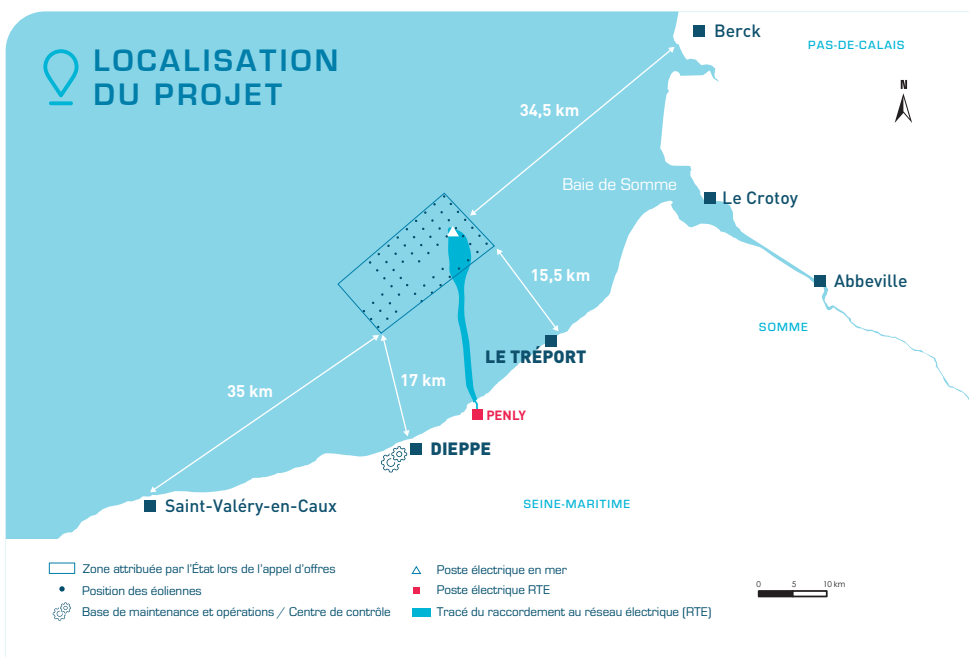 LOCALISATION
DU PROJET
Berck
PAS-DE-CALAIS
N
34,5 km
Baie de Somme
Le Crotoy
15,5 km
Abbeville
SOMME
LE TRÉPORT
35 km
17 km
PENLY
DIEPPE
Saint-Valéry-en-Caux
SEINE-MARITIME
Zone attribuée par l'État lors de l'appel d'offres
Position des éoliennes
Base de maintenance et opérations / Centre de contrôle
Poste électrique en mer
Poste électrique RTE
Tracé du raccordement au réseau électrique (RTE)
0 5 10 km